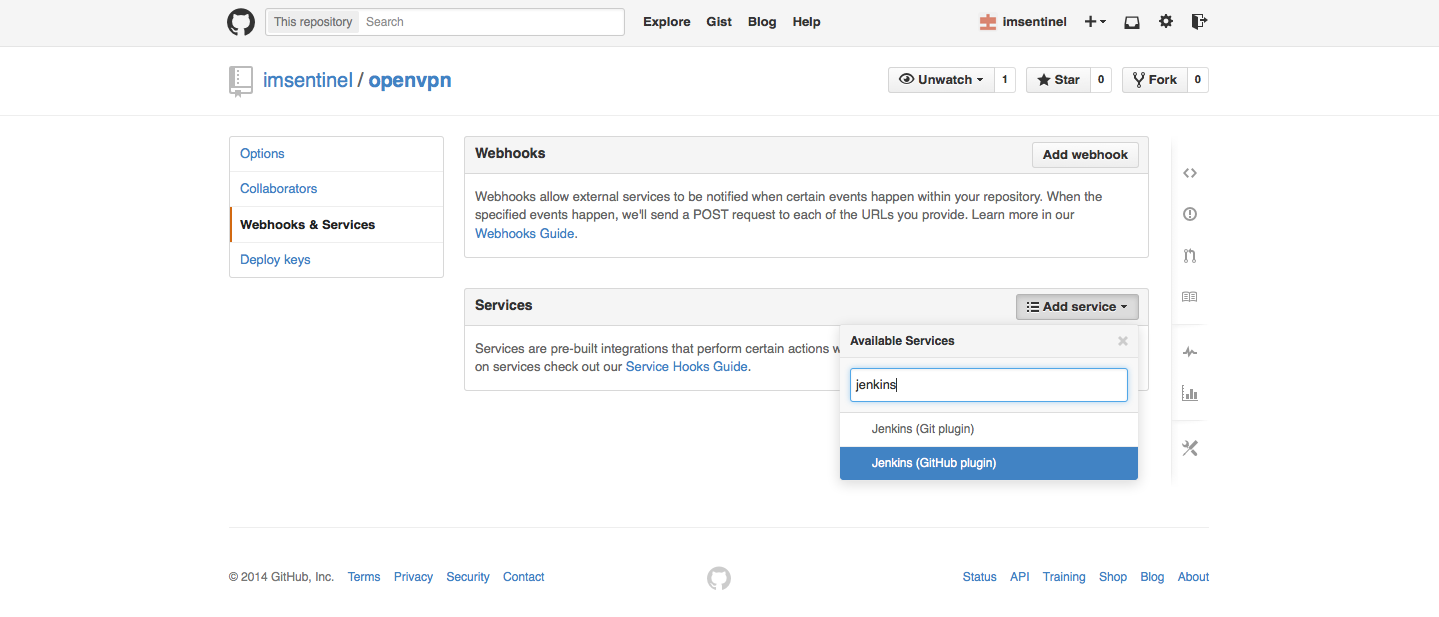 This repository Search Explore Gist Blog Help imsentinel
imsentinel / openvpn Unwatch 1 Star 0 Fork 0
Options
Collaborators
Webhooks & Services
Deploy keys
Webhooks Add webhook
Webhooks allow external services to be notified when certain events happen within your repository. When the
specified events happen, we'll send a POST request to each of the URLs you provide. Learn more in our
Webhooks Guide.
Services Add service
Services are pre-built integrations that perform certain actions
on services check out our Service Hooks Guide.
Available Services
jenkins
Jenkins (Git plugin)
Jenkins (GitHub plugin)
© 2014 GitHub, Inc. Terms Privacy Security Contact Status API Training Shop Blog About